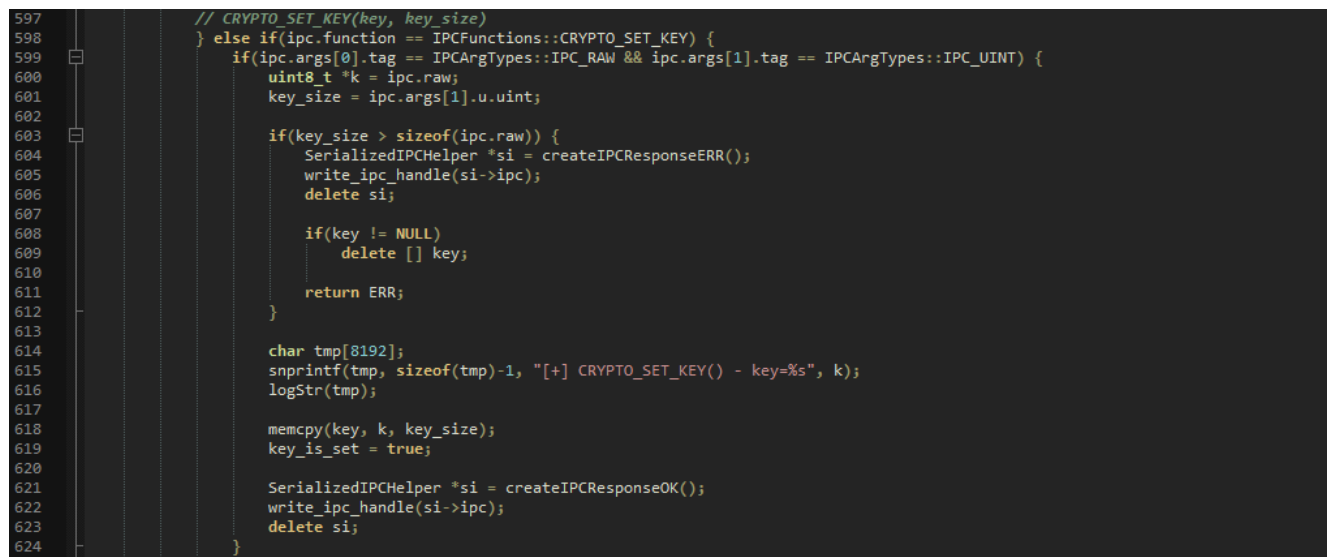 597 // CRYPTO_SET_KEY(key, key_size)
598 } else if(ipc.function == IPCFunctions::CRYPTO_SET_KEY) {
599 if(ipc.args[0].tag == IPCArgTypes::IPC_RAW && ipc.args[1].tag == IPCArgTypes::IPC_UINT) {
600 uint8_t *k = ipc.raw;
601 key_size = ipc.args[1].u.uint;
602
603 if(key_size > sizeof(ipc.raw)) {
604 SerializedIPCHelper *si = createIPCResponseERR();
605 write_ipc_handle(si->ipc);
606 delete si;
607
608 if(key != NULL)
609 delete [] key;
610
611 return ERR;
612 }
613
614 char tmp[8192];
615 snprintf(tmp, sizeof(tmp)-1, "[+] CRYPTO_SET_KEY() - key=%s", k);
616 logStr(tmp);
617
618 memcpy(key, k, key_size);
619 key_is_set = true;
620
621 SerializedIPCHelper *si = createIPCResponseOK();
622 write_ipc_handle(si->ipc);
623 delete si;
624 }